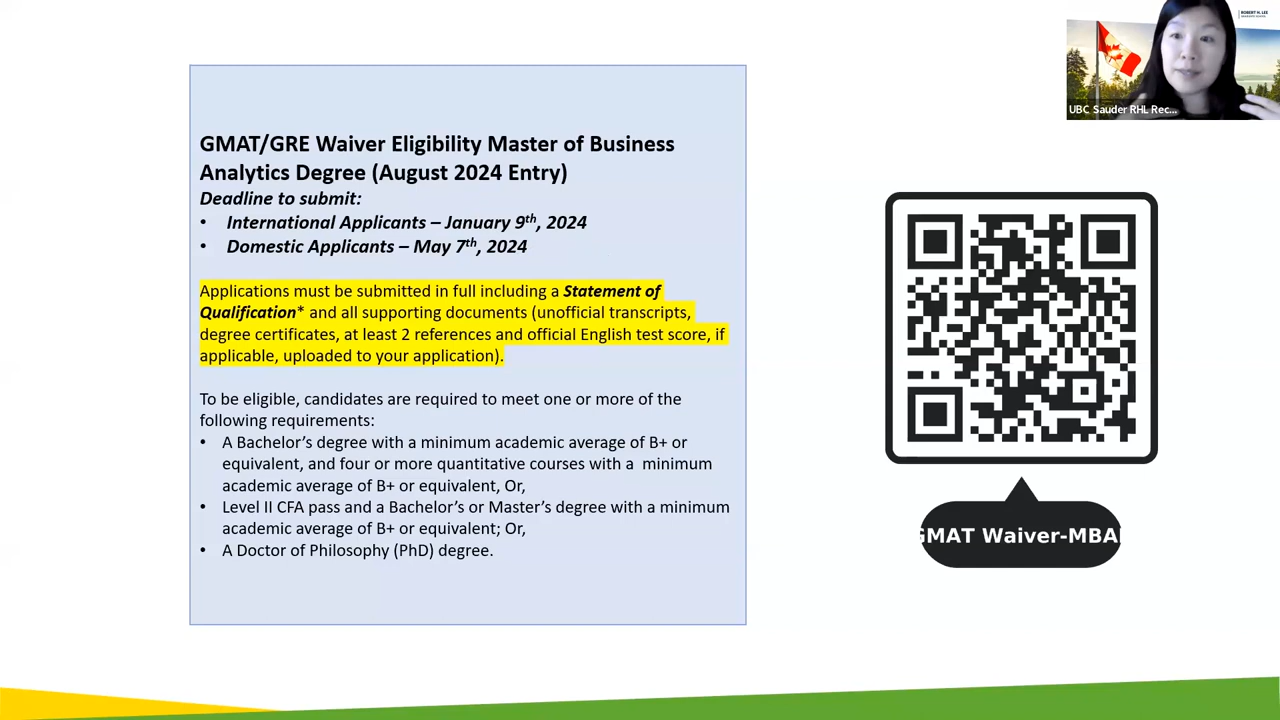 ROBERT H. LEE
UBC Sauder RHL Rec...
GMAT/GRE Waiver Eligibility Master of Business
Analytics Degree (August 2024 Entry)
Deadline to submit:
• International Applicants – January 9th, 2024
• Domestic Applicants – May 7th, 2024
Applications must be submitted in full including a Statement of
Qualification* and all supporting documents (unofficial transcripts,
degree certificates, at least 2 references and official English test score, if
applicable, uploaded to your application).
To be eligible, candidates are required to meet one or more of the
following requirements:
• A Bachelor's degree with a minimum academic average of B+ or
equivalent, and four or more quantitative courses with a minimum
academic average of B+ or equivalent, Or,
• Level II CFA pass and a Bachelor's or Master's degree with a minimum
academic average of B+ or equivalent; Or,
• A Doctor of Philosophy (PhD) degree.
GMAT Waiver-MBA